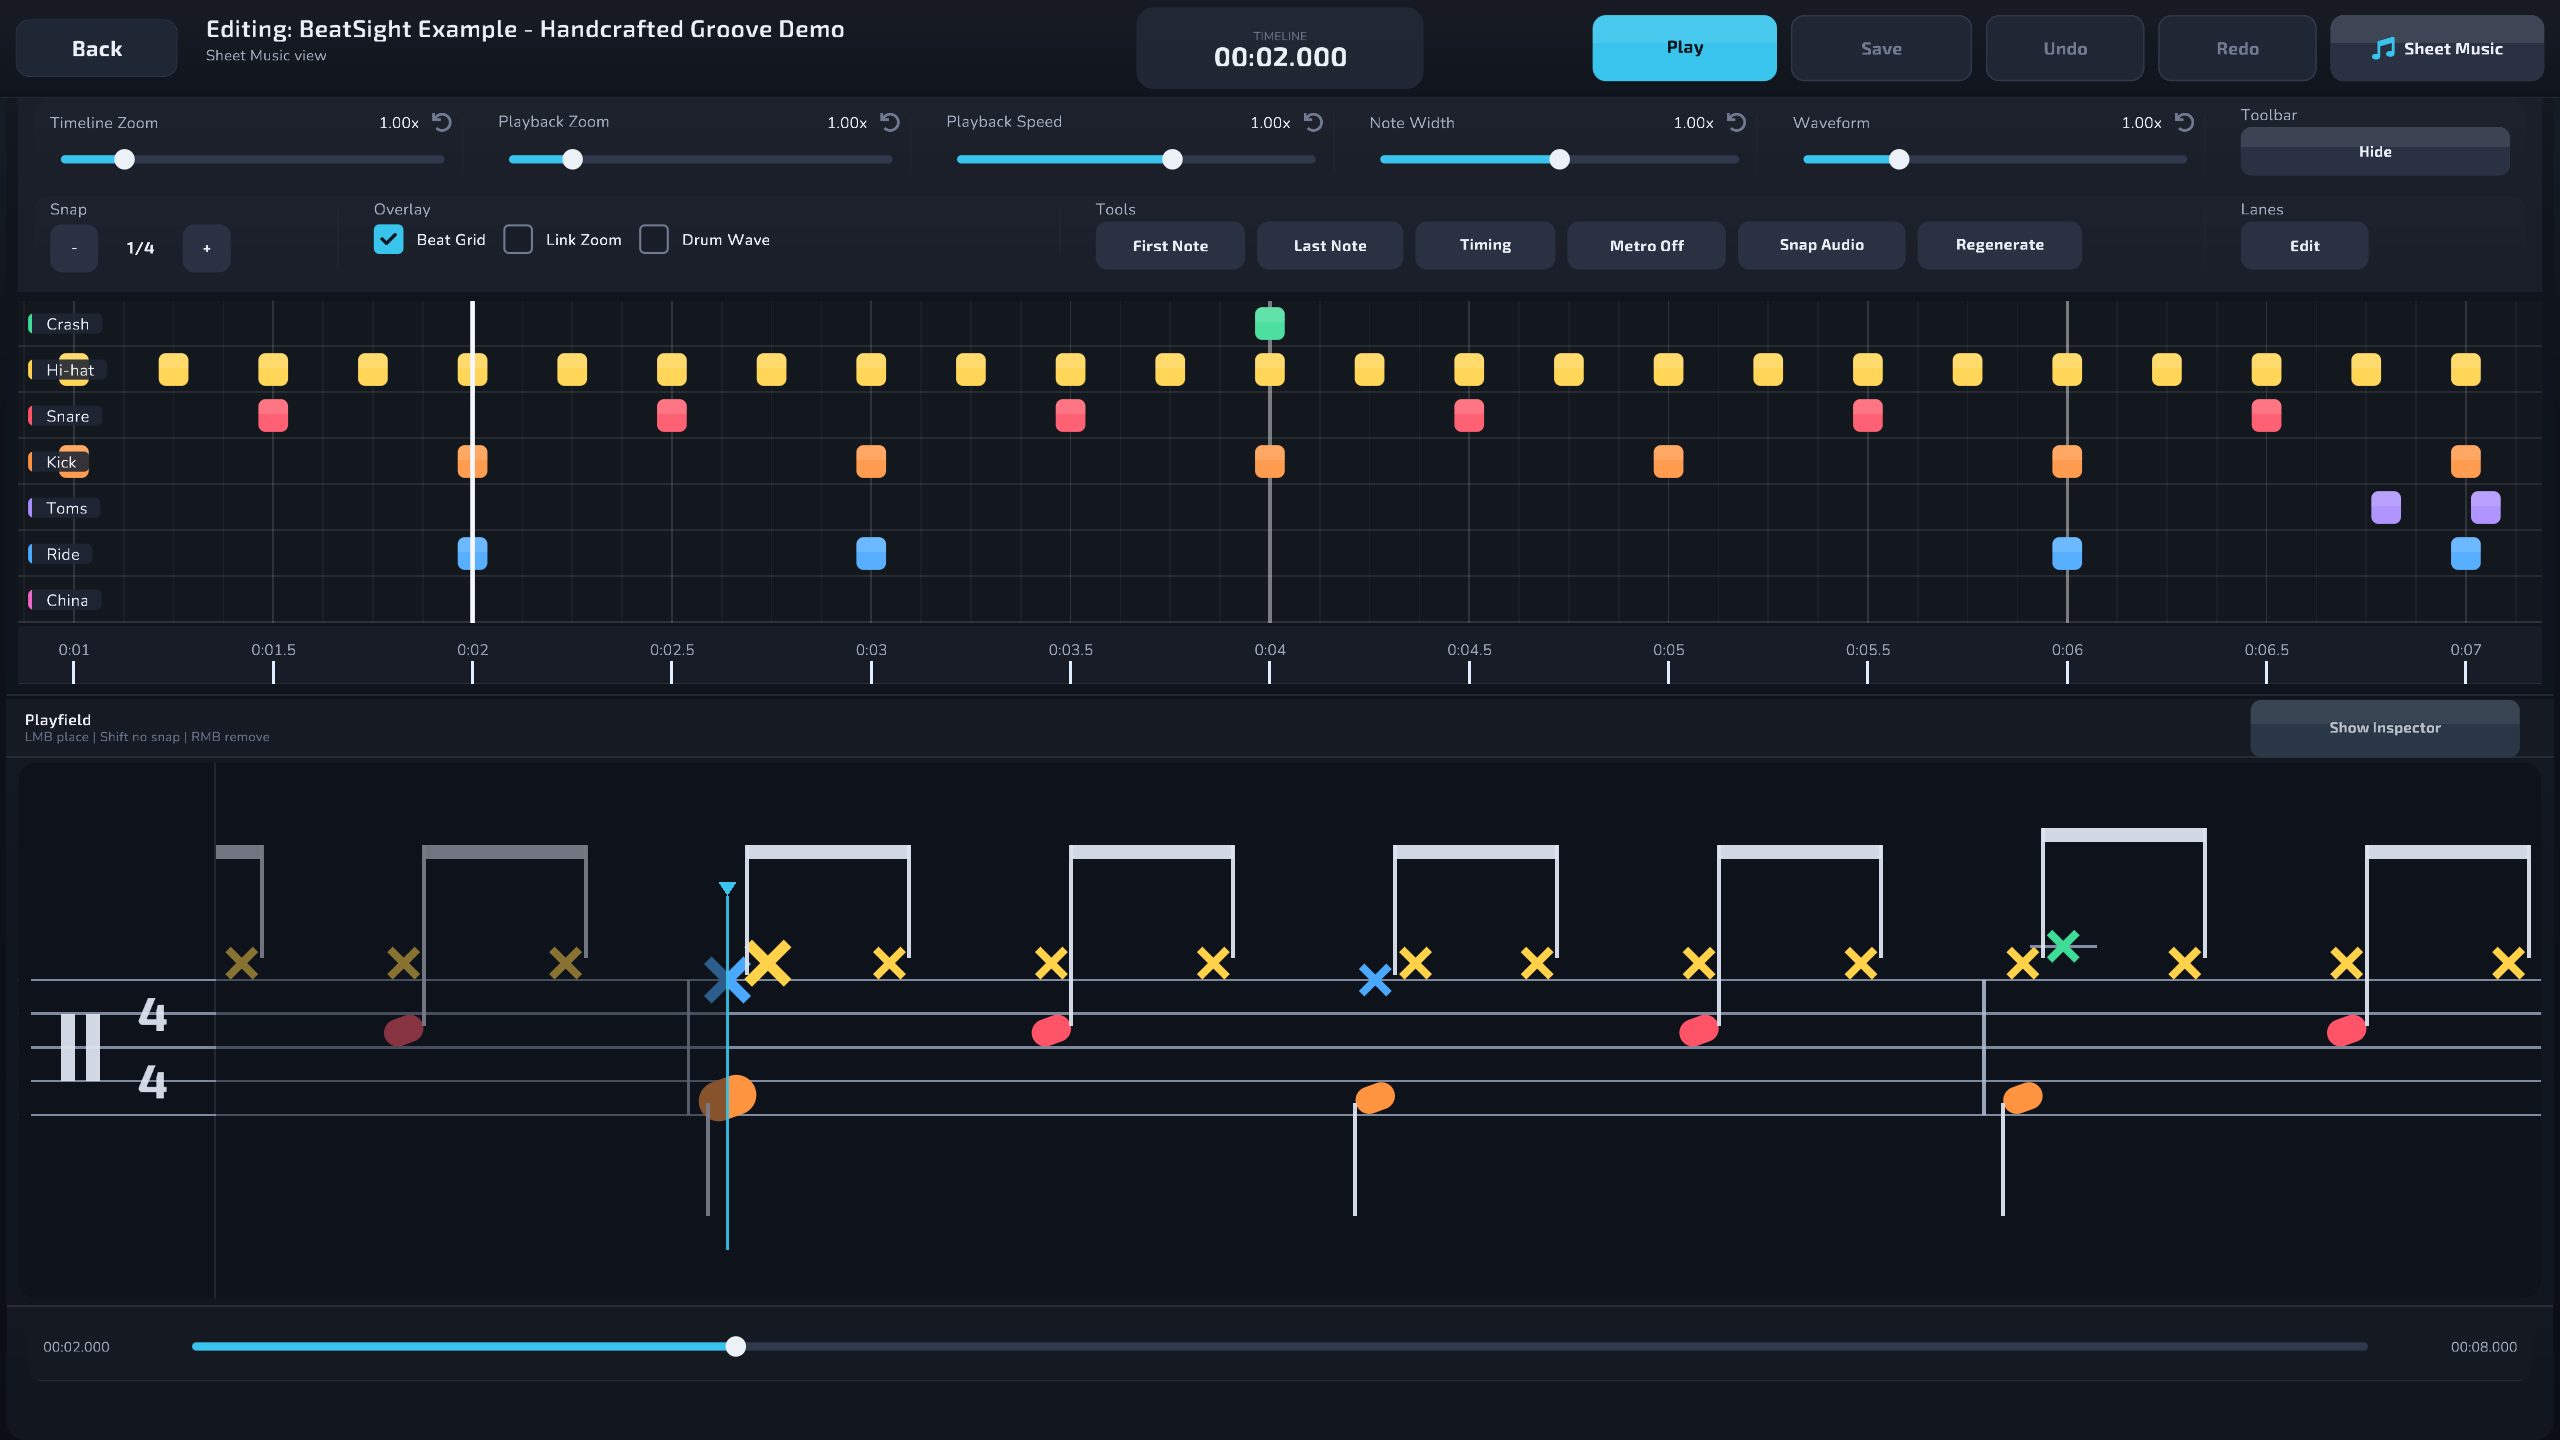 Back
Editing: BeatSight Example - Handcrafted Groove Demo
Sheet Music view
TIMELINE
00:02.000
Play
Save
Undo
Redo
Sheet Music
Timeline Zoom
1.00x
Playback Zoom
1.00x
Playback Speed
1.00x
Note Width
1.00x
Waveform
1.00x
Toolbar
Hide
Snap
-
1/4
+
Overlay
Beat Grid
Link Zoom
Drum Wave
Tools
First Note
Last Note
Timing
Metro Off
Snap Audio
Regenerate
Lanes
Edit
Crash
Hi-hat
Snare
Kick
Toms
Ride
China
0:01
0:01.5
0:02
0:02.5
0:03
0:03.5
0:04
0:04.5
0:05
0:05.5
0:06
0:06.5
0:07
Playfield
LMB place | Shift no snap | RMB remove
Show Inspector
4
4
00:02.000
00:08.000